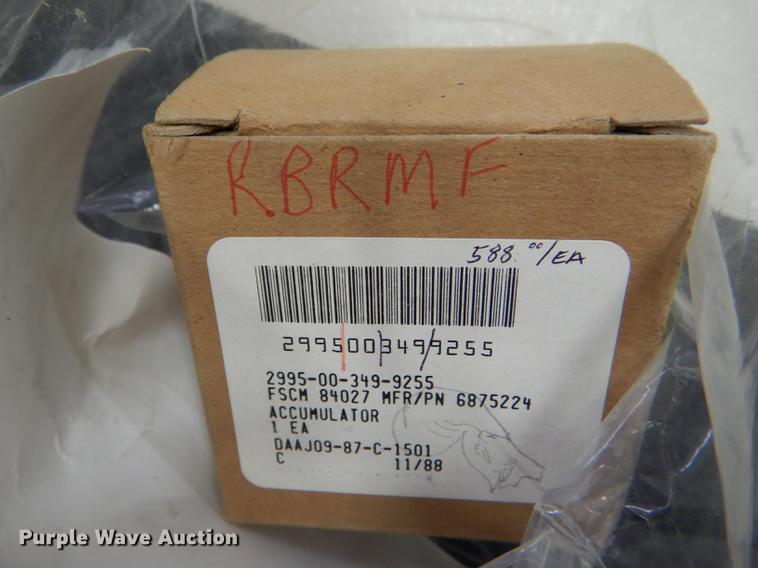 RBRMF
588.00/EA
2995003499255
2995-00-349-9255
FSCM 84027 MFR/PN 6875224
ACCUMULATOR
1 EA
DAAJ09-87-C-1501
C 11/88
Purple Wave Auction